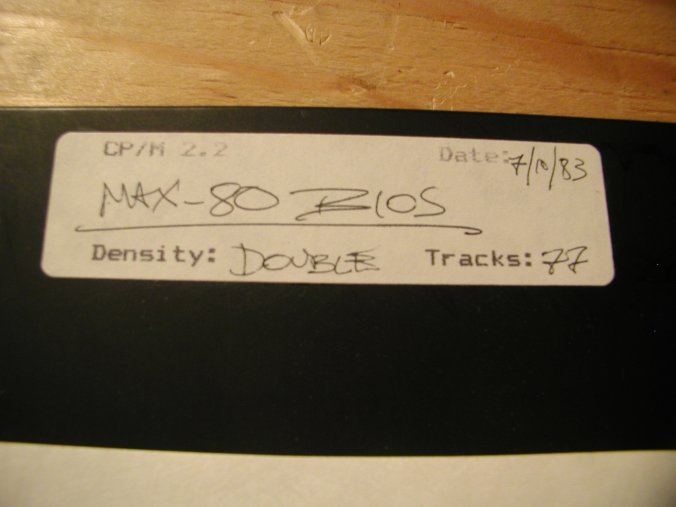 CP/M 2.2 Date: 7/10/83
MAX-80 BIOS
Density: DOUBLE Tracks: 77